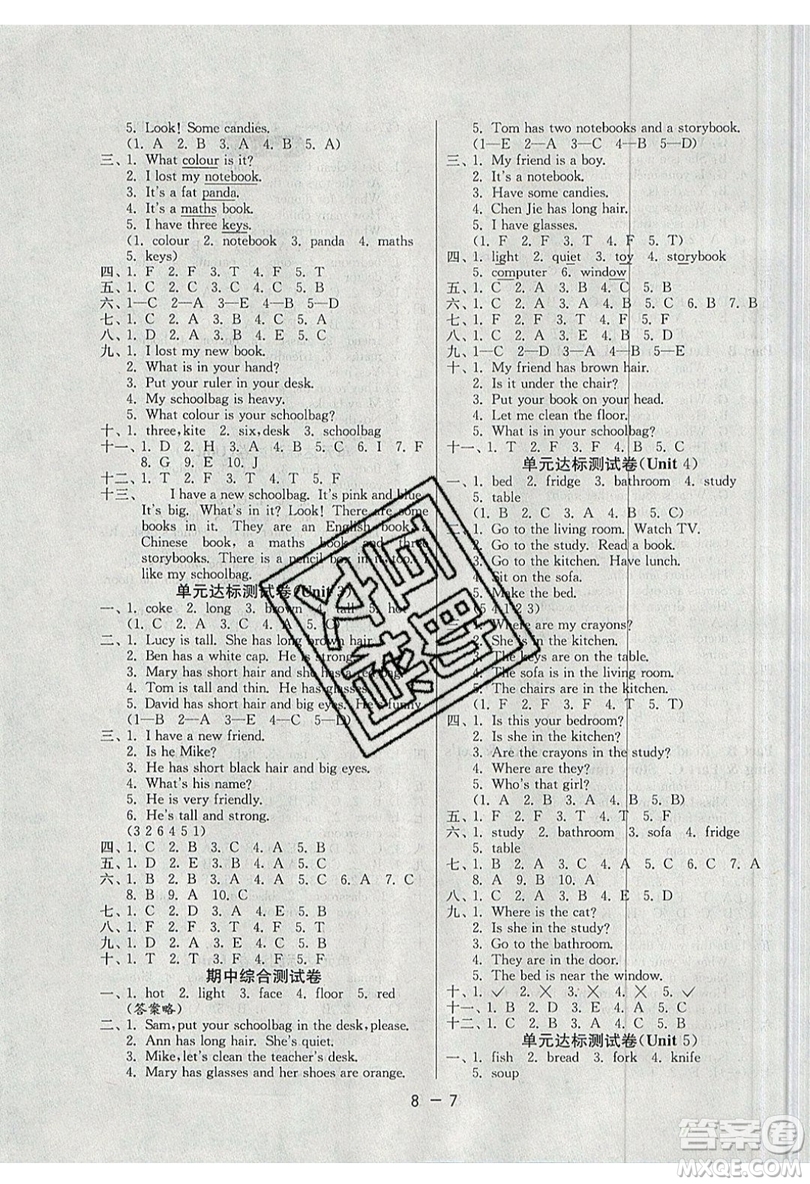 5. Look! Some candies.
(1. A 2. B 3. A 4. B 5. A)
三、1. What colour is it?
2. I lost my notebook.
3. It's a fat panda.
4. It's a maths book.
5. I have three keys.
(1. colour 2. notebook 3. panda 4. maths
5. keys)
四、1. F 2. F 3. T 4. F 5. T
五、1. C 2. D 3. A 4. E 5. B
六、1—C 2—A 3—E 4—B 5—D
七、1. C 2. A 3. B 4. C 5. A
八、1. D 2. A 3. B 4. E 5. C
九、1. I lost my new book.
2. What is in your hand?
3. Put your ruler in your desk.
4. My schoolbag is heavy.
5. What colour is your schoolbag?
十、1. three,kite 2. six,desk 3. schoolbag
十一、1. D 2. H 3. A 4. B 5. C 6. I 7. F
8. G 9. E 10. J
十二、1. T 2. F 3. T 4. F 5. F
十三、 I have a new schoolbag. It's pink and blue.
It's big. What's in it? Look! There are some
books in it. They are an English book, a
Chinese book, a maths book and three
storybooks. There is a pencil box in it, too. I
like my schoolbag.
单元达标测试卷(Unit 3)
一、1. coke 2. long 3. brown 4. tall 5. hot
(1. C 2. D 3. A 4. E 5. B)
二、1. Lucy is tall. She has long brown hair.
2. Ben has a white cap. He is strong.
3. Mary has short hair and she has a red
4. Tom is tall and thin. He has glasses.
5. David has short hair and big eyes. He's funny
(1—B 2—A 3—E 4—C 5—D)
三、1. I have a new friend.
2. Is he Mike?
3. He has short black hair and big eyes.
4. What's his name?
5. He is very friendly.
6. He's tall and strong.
(3 2 6 4 5 1)
四、1. C 2. B 3. B 4. A 5. B
五、1. D 2. E 3. C 4. A 5. B
六、1. C 2. B 3. B 4. B 5. C 6. A 7. C
8. B 9. A 10. C
七、1. C 2. D 3. A 4. E 5. B
八、1. F 2. F 3. T 4. T 5. F
九、1. D 2. C 3. A 4. E 5. B
十、1. T 2. T 3. F 4. F 5. T
期中综合测试卷
一、1. hot 2. light 3. face 4. floor 5. red
(答案略)
二、1. Sam,put your schoolbag in the desk,please.
2. Ann has long hair. She's quiet.
3. Mike,let's clean the teacher's desk.
4. Mary has glasses and her shoes are orange.
5. Tom has two notebooks and a storybook.
(1—E 2—D 3—A 4—C 5—B)
三、1. My friend is a boy.
2. It's a notebook.
3. Have some candies.
4. Chen Jie has long hair.
5. I have glasses.
(1. F 2. F 3. T 4. F 5. T)
四、1. light 2. quiet 3. toy 4. storybook
5. computer 6. window
五、1. C 2. A 3. A 4. C 5. B
六、1. C 2. A 3. A 4. A 5. C 6. B 7. B
七、1. F 2. F 3. T 4. F 5. F
八、1. C 2. A 3. D 4. E 5. B
九、1—C 2—D 3—A 4—B 5—E
十、1. My friend has brown hair.
2. Is it under the chair?
3. Put your book on your head.
4. Let me clean the floor.
5. What is in your schoolbag?
十一、1. T 2. F 3. F 4. T 5. T
单元达标测试卷(Unit 4)
一、1. bed 2. fridge 3. bathroom 4. study
5. table
(1. C 2. D 3. A 4. E 5. B)
二、1. Go to the living room. Watch TV.
2. Go to the study. Read a book.
3. Go to the kitchen. Have lunch.
4. Sit on the sofa.
5. Make the bed.
(5 4 1 2 3)
三、1. Where are my crayons?
2. She is in the kitchen.
3. The keys are on the table.
4. The sofa is in the living room.
5. The chairs are in the kitchen.
(1. F 2. T 3. F 4. T 5. F)
四、1. Is this your bedroom?
2. Is she in the kitchen?
3. Are the crayons in the study?
4. Where are they?
5. Who's that girl?
(1. A 2. B 3. B 4. A 5. B)
五、1. F 2. F 3. T 4. F 5. F
六、1. study 2. bathroom 3. sofa 4. fridge
5. table
七、1. C 2. A 3. B 4. A 5. B 6. C 7. B
8. A 9. B 10. B
八、1. C 2. D 3. A 4. E 5. B
九、1. Where is the cat?
2. Is she in the study?
3. Go to the bathroom.
4. They are in the door.
5. The bed is near the window.
十、1. ✓ 2. ✗ 3. ✗ 4. ✗ 5. ✓
十一、1. D 2. C 3. E 4. A 5. B
十二、1. B 2. C 3. B 4. A 5. C
单元达标测试卷(Unit 5)
一、1. fish 2. bread 3. fork 4. knife
5. soup
8 — 7
互助文档
答案圈
MXQE.COM